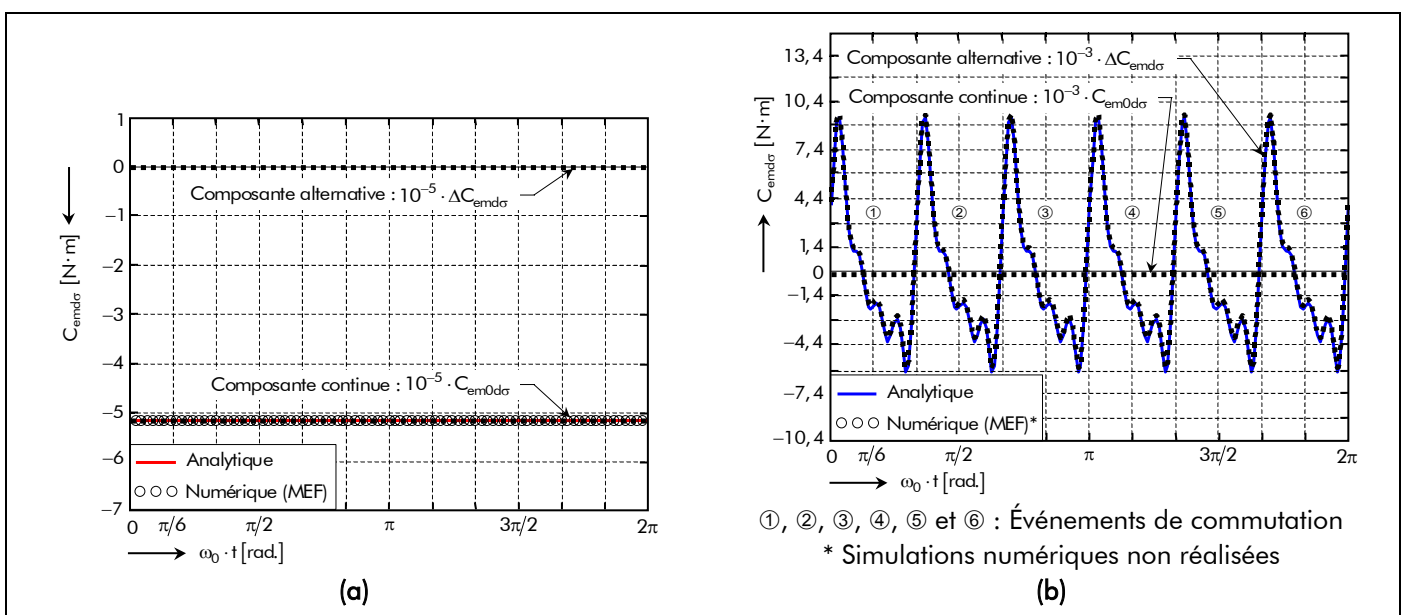 1
0
−1
−2
−3
−4
−5
−6
−7
C_emdσ [N·m]
Composante alternative : 10^−5 · ΔC_emdσ
Composante continue : 10^−5 · C_em0dσ
Analytique
Numérique (MEF)
0 π/6 π/2 π 3π/2 2π
ω_0 · t [rad.]
(a)
13,4
10,4
7,4
4,4
1,4
0
−1,4
−4,4
−7,4
−10,4
C_emdσ [N·m]
Composante alternative : 10^−3 · ΔC_emdσ
Composante continue : 10^−3 · C_em0dσ
① ② ③ ④ ⑤ ⑥
Analytique
Numérique (MEF)*
0 π/6 π/2 π 3π/2 2π
ω_0 · t [rad.]
①, ②, ③, ④, ⑤ et ⑥ : Événements de commutation
* Simulations numériques non réalisées
(b)